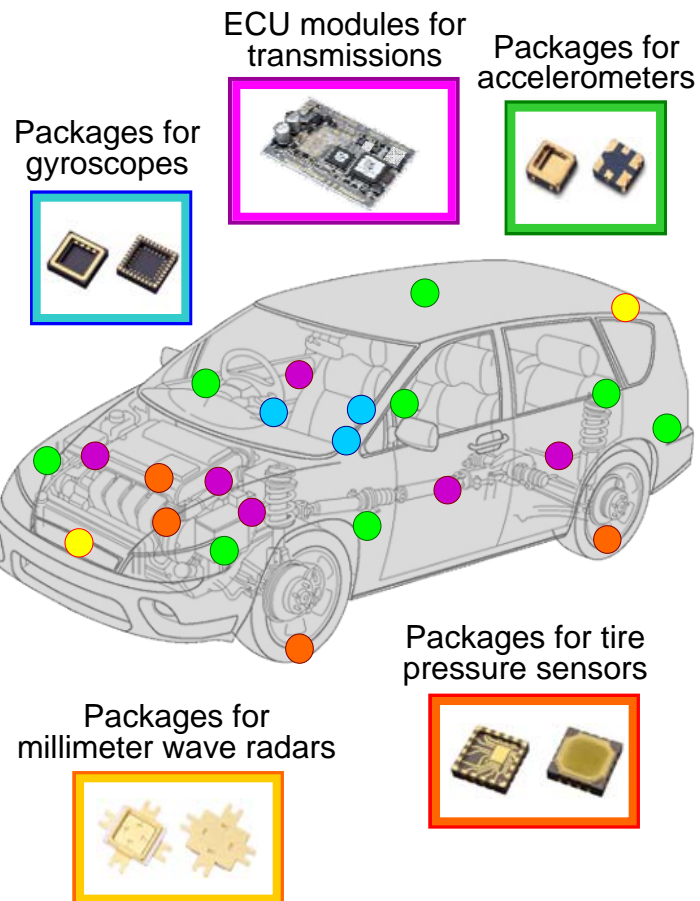 ECU modules for
transmissions
Packages for
accelerometers
Packages for
gyroscopes
Packages for tire
pressure sensors
Packages for
millimeter wave radars